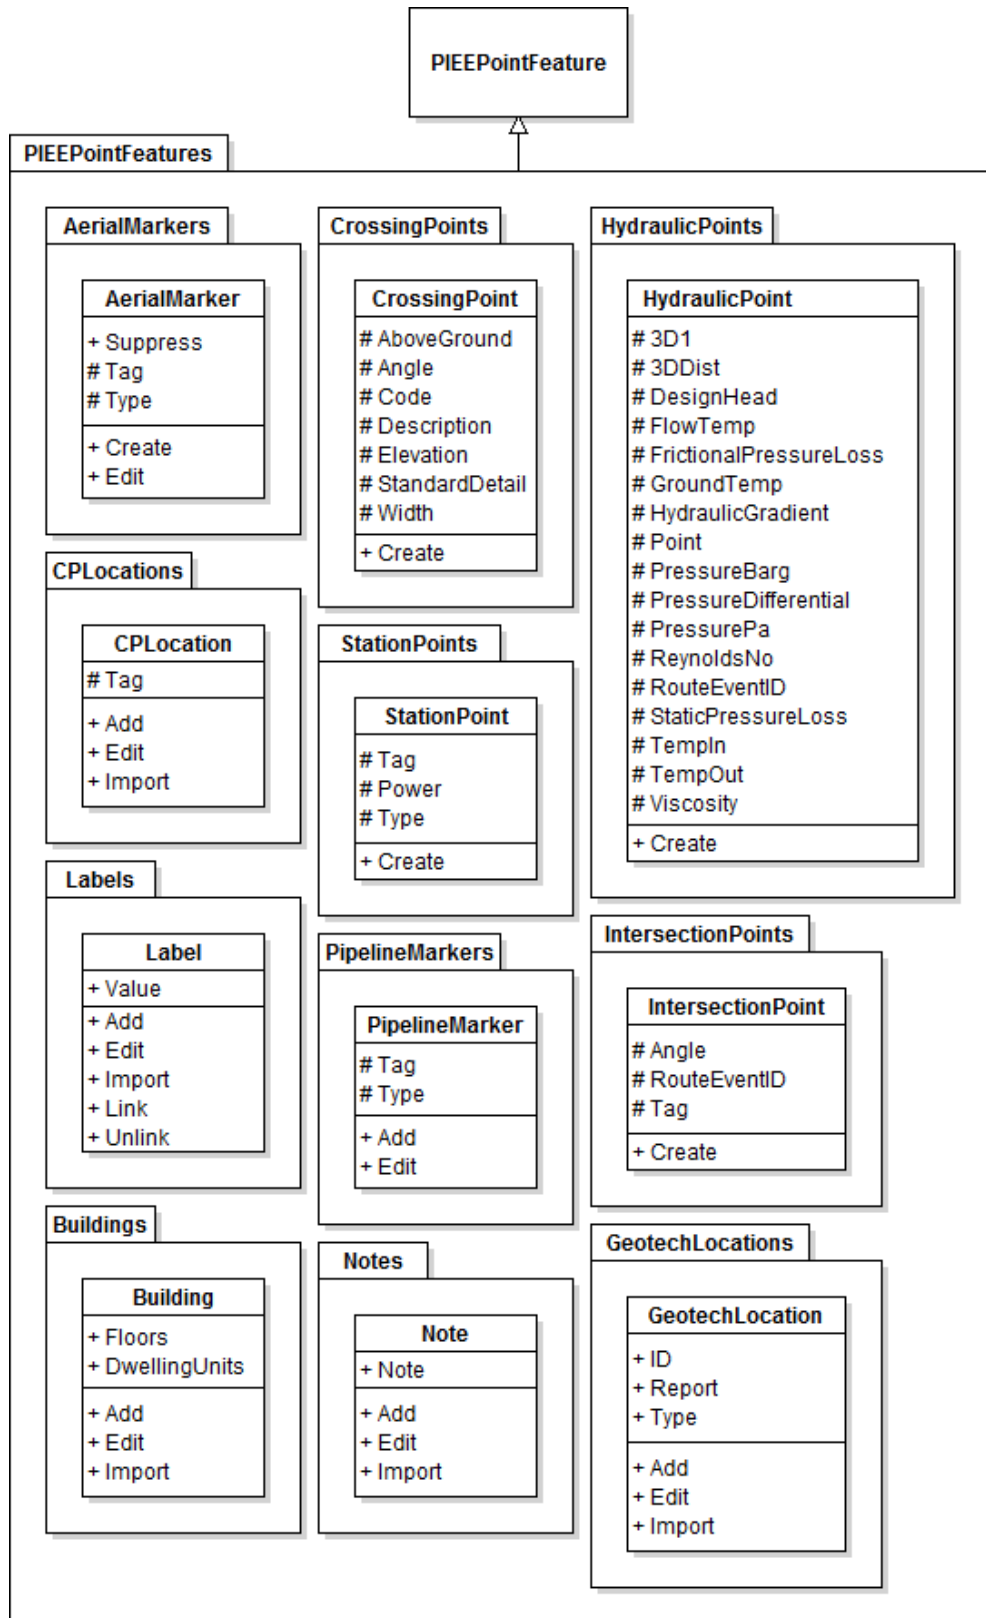 PIEEPointFeature
PIEEPointFeatures
AerialMarkers
AerialMarker
+ Suppress
# Tag
# Type
+ Create
+ Edit
CPLocations
CPLocation
# Tag
+ Add
+ Edit
+ Import
Labels
Label
+ Value
+ Add
+ Edit
+ Import
+ Link
+ Unlink
Buildings
Building
+ Floors
+ DwellingUnits
+ Add
+ Edit
+ Import
CrossingPoints
CrossingPoint
# AboveGround
# Angle
# Code
# Description
# Elevation
# StandardDetail
# Width
+ Create
StationPoints
StationPoint
# Tag
# Power
# Type
+ Create
PipelineMarkers
PipelineMarker
# Tag
# Type
+ Add
+ Edit
Notes
Note
+ Note
+ Add
+ Edit
+ Import
HydraulicPoints
HydraulicPoint
# 3D1
# 3DDist
# DesignHead
# FlowTemp
# FrictionalPressureLoss
# GroundTemp
# HydraulicGradient
# Point
# PressureBarg
# PressureDifferential
# PressurePa
# ReynoldsNo
# RouteEventID
# StaticPressureLoss
# TempIn
# TempOut
# Viscosity
+ Create
IntersectionPoints
IntersectionPoint
# Angle
# RouteEventID
# Tag
+ Create
GeotechLocations
GeotechLocation
+ ID
+ Report
+ Type
+ Add
+ Edit
+ Import